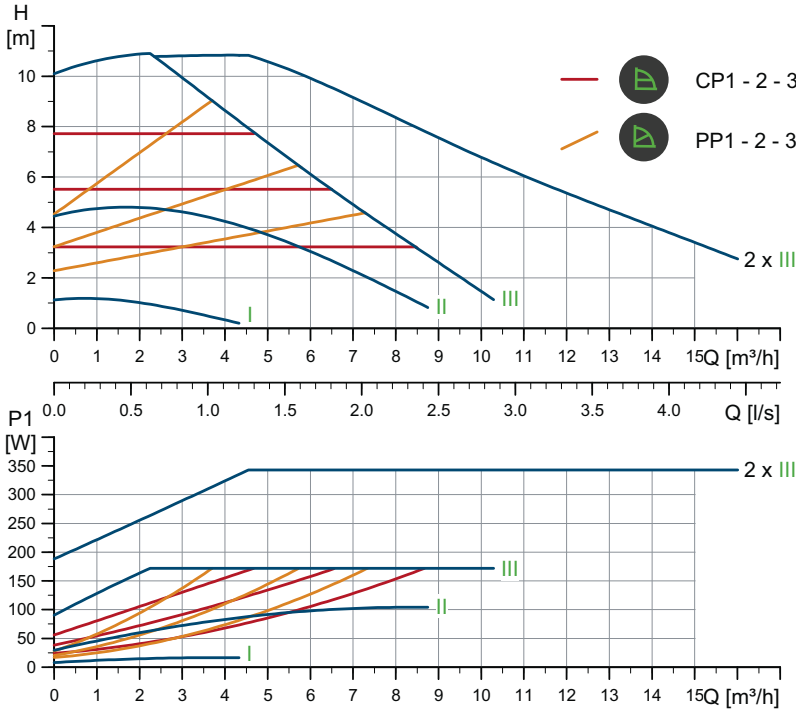 H
[m]
10
8
6
4
2
0
CP1 - 2 - 3
PP1 - 2 - 3
2 x III
III
II
I
0 1 2 3 4 5 6 7 8 9 10 11 12 13 14 15 Q [m³/h]
0.0 0.5 1.0 1.5 2.0 2.5 3.0 3.5 4.0 Q [l/s]
P1
[W]
350
300
250
200
150
100
50
0
2 x III
III
II
I
0 1 2 3 4 5 6 7 8 9 10 11 12 13 14 15 Q [m³/h]